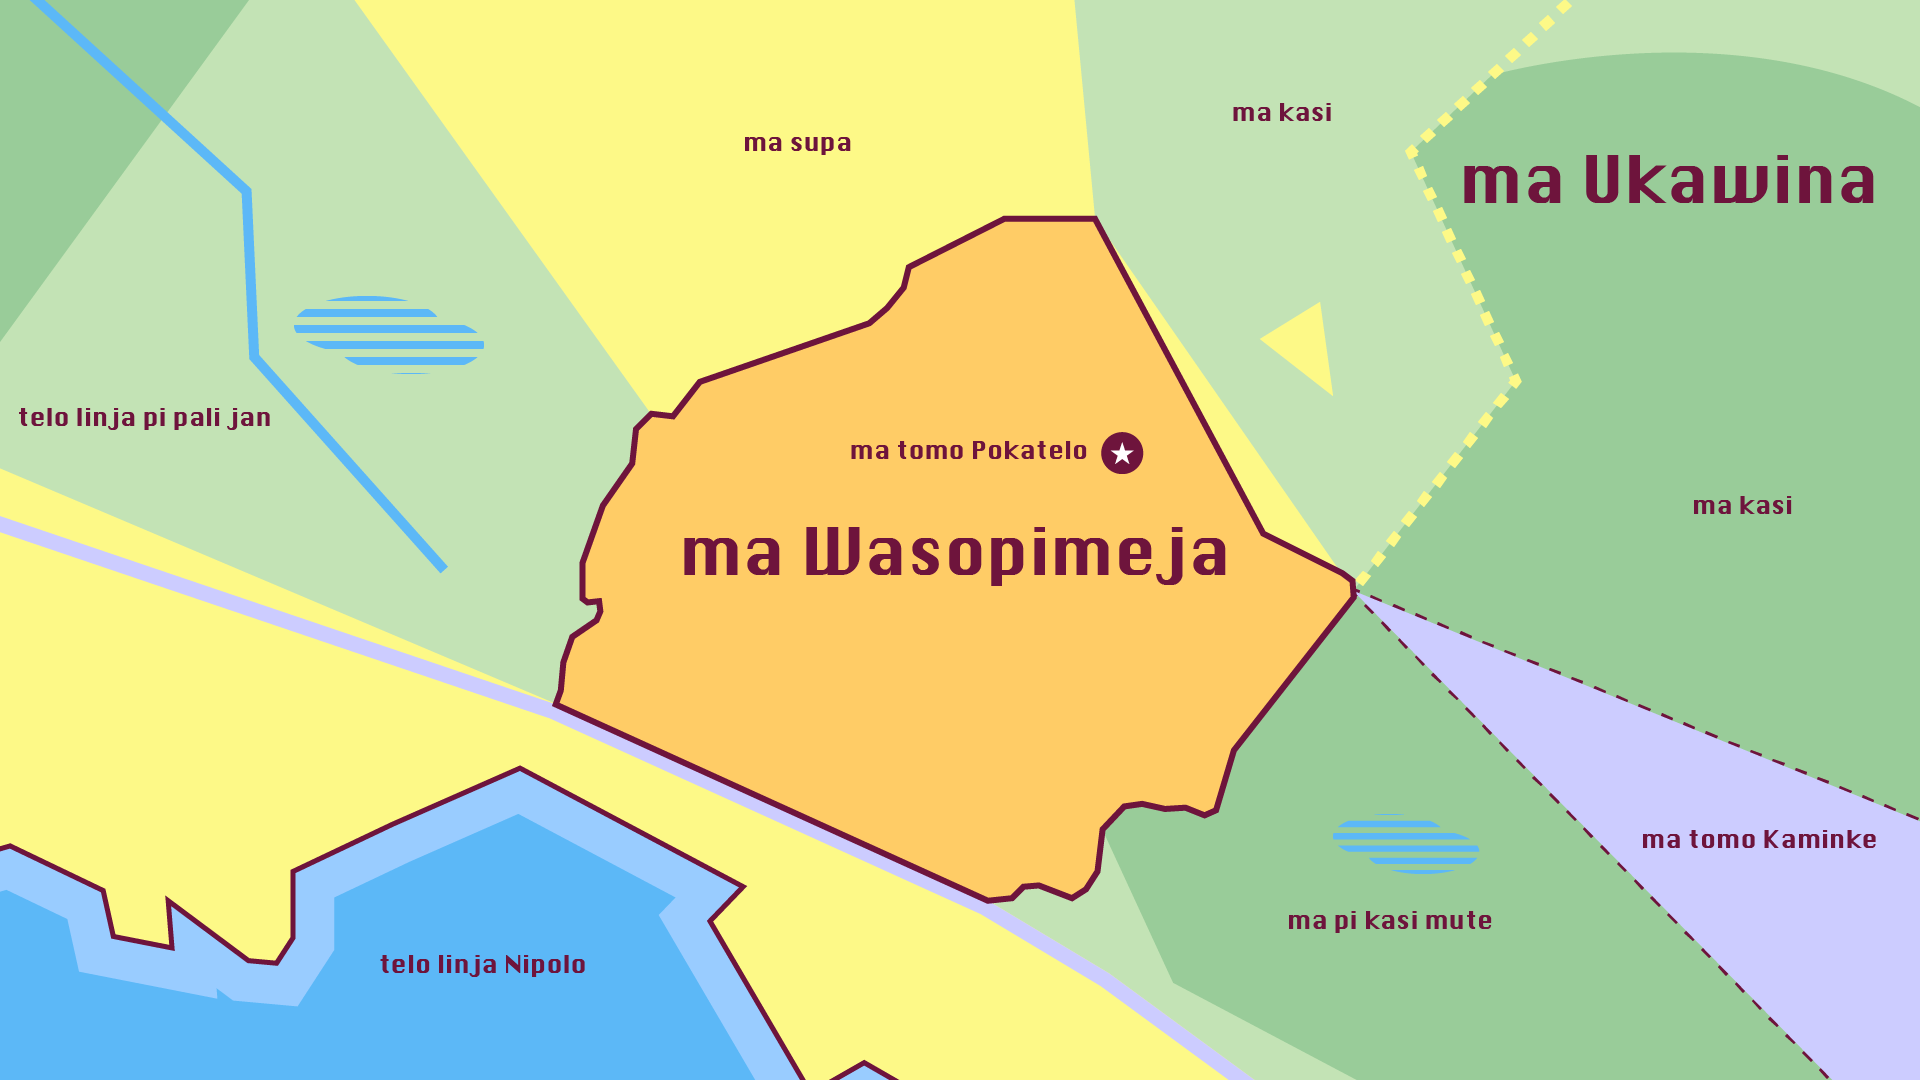 ma kasi
ma supa
ma Ukawina
telo linja pi pali jan
ma tomo Pokatelo
ma kasi
ma Wasopimeja
ma tomo Kaminke
ma pi kasi mute
telo linja Nipolo